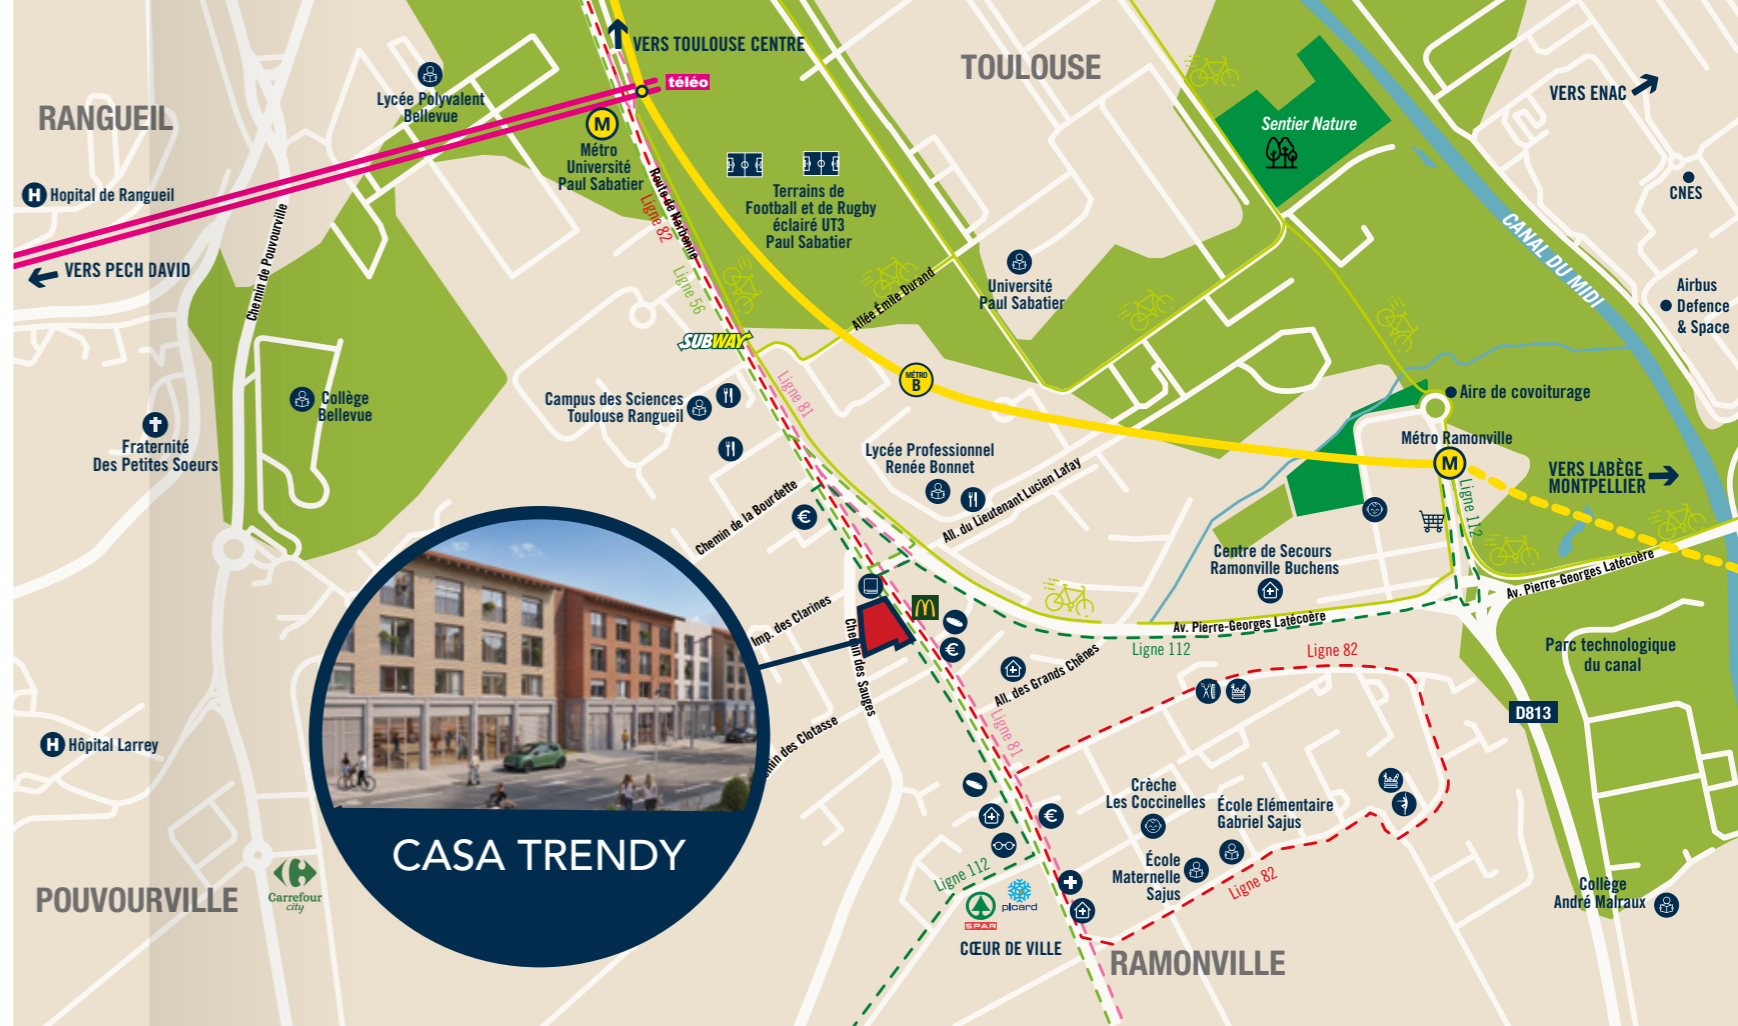 VERS TOULOUSE CENTRE
TOULOUSE
téléo
RANGUEIL
Lycée Polyvalent
Bellevue
M
Métro
Université
Paul Sabatier
Sentier Nature
VERS ENAC
CNES
H
Hopital de Rangueil
Route de Narbonne
Ligne 82
Terrains de
Football et de Rugby
éclairé UT3
Paul Sabatier
VERS PECH DAVID
Chemin de Pouvourville
Ligne 56
Allée Émile Durand
Université
Paul Sabatier
CANAL DU MIDI
Airbus
Defence
& Space
SUBWAY
MÉTRO
B
Ligne 81
Campus des Sciences
Toulouse Rangueil
Collège
Bellevue
Aire de covoiturage
Fraternité
Des Petites Soeurs
Lycée Professionnel
Renée Bonnet
Métro Ramonville
M
VERS LABÈGE
MONTPELLIER
Ligne 112
Chemin de la Bourdette
€
All. du Lieutenant Lucien Lafay
Centre de Secours
Ramonville Buchens
Av. Pierre-Georges Latécoère
Av. Pierre-Georges Latécoère
Imp. des Clarines
Chemin des Sauges
€
Ligne 112
Ligne 82
All. des Grands Chênes
Parc technologique
du canal
D813
H
Hôpital Larrey
min des Clotasse
Ligne 81
CASA TRENDY
Crèche
Les Coccinelles
École Elémentaire
Gabriel Sajus
€
École
Maternelle
Sajus
Ligne 82
Ligne 112
SPAR
picard
CŒUR DE VILLE
RAMONVILLE
Collège
André Malraux
POUVOURVILLE
Carrefour
city